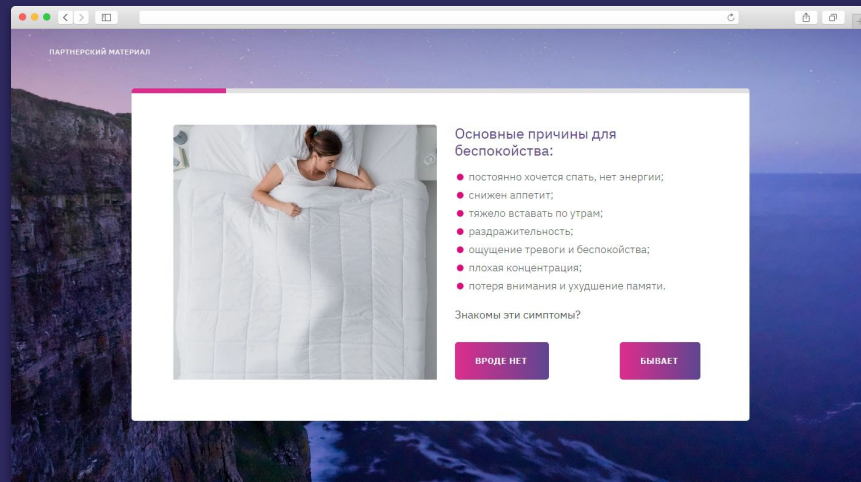 ПАРТНЕРСКИЙ МАТЕРИАЛ
Основные причины для
беспокойства:
постоянно хочется спать, нет энергии;
снижен аппетит;
тяжело вставать по утрам;
раздражительность;
ощущение тревоги и беспокойства;
плохая концентрация;
потеря внимания и ухудшение памяти.
Знакомы эти симптомы?
ВРОДЕ НЕТ
БЫВАЕТ